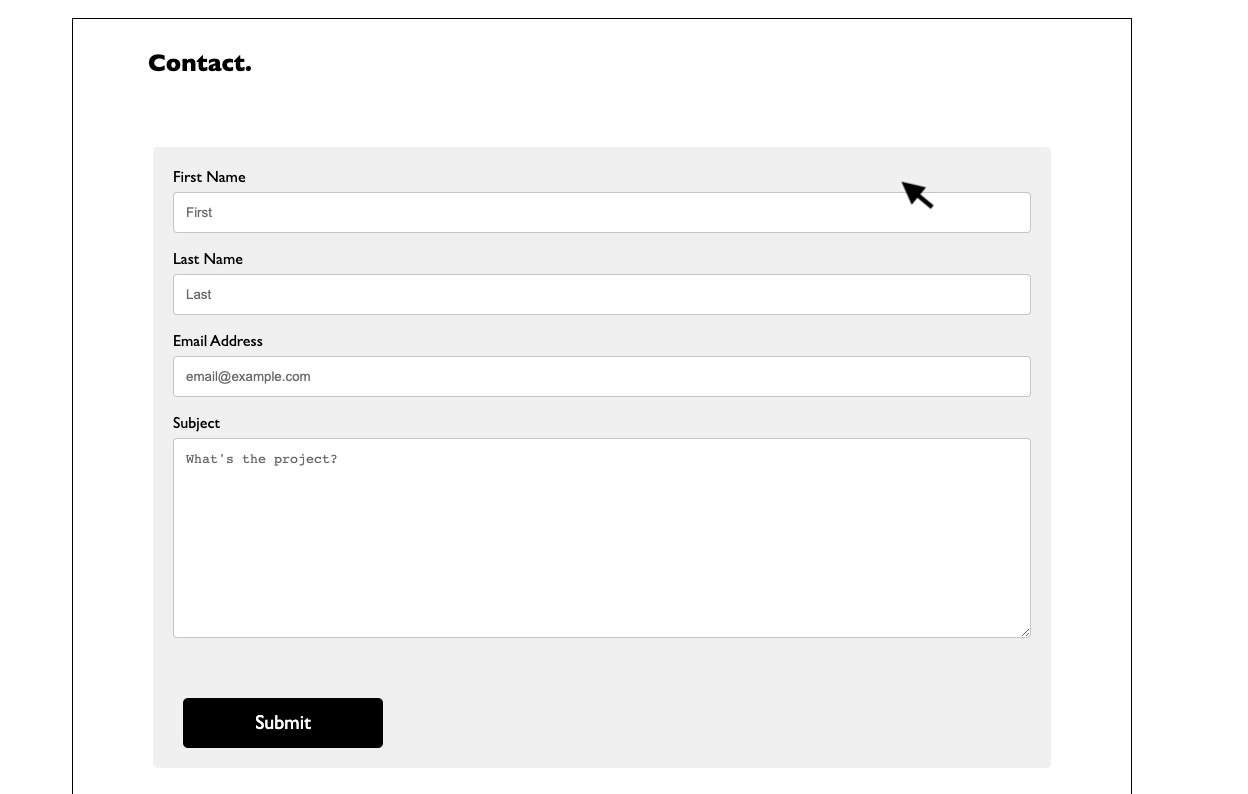 Contact.
First Name
First
Last Name
Last
Email Address
email@example.com
Subject
What's the project?
Submit